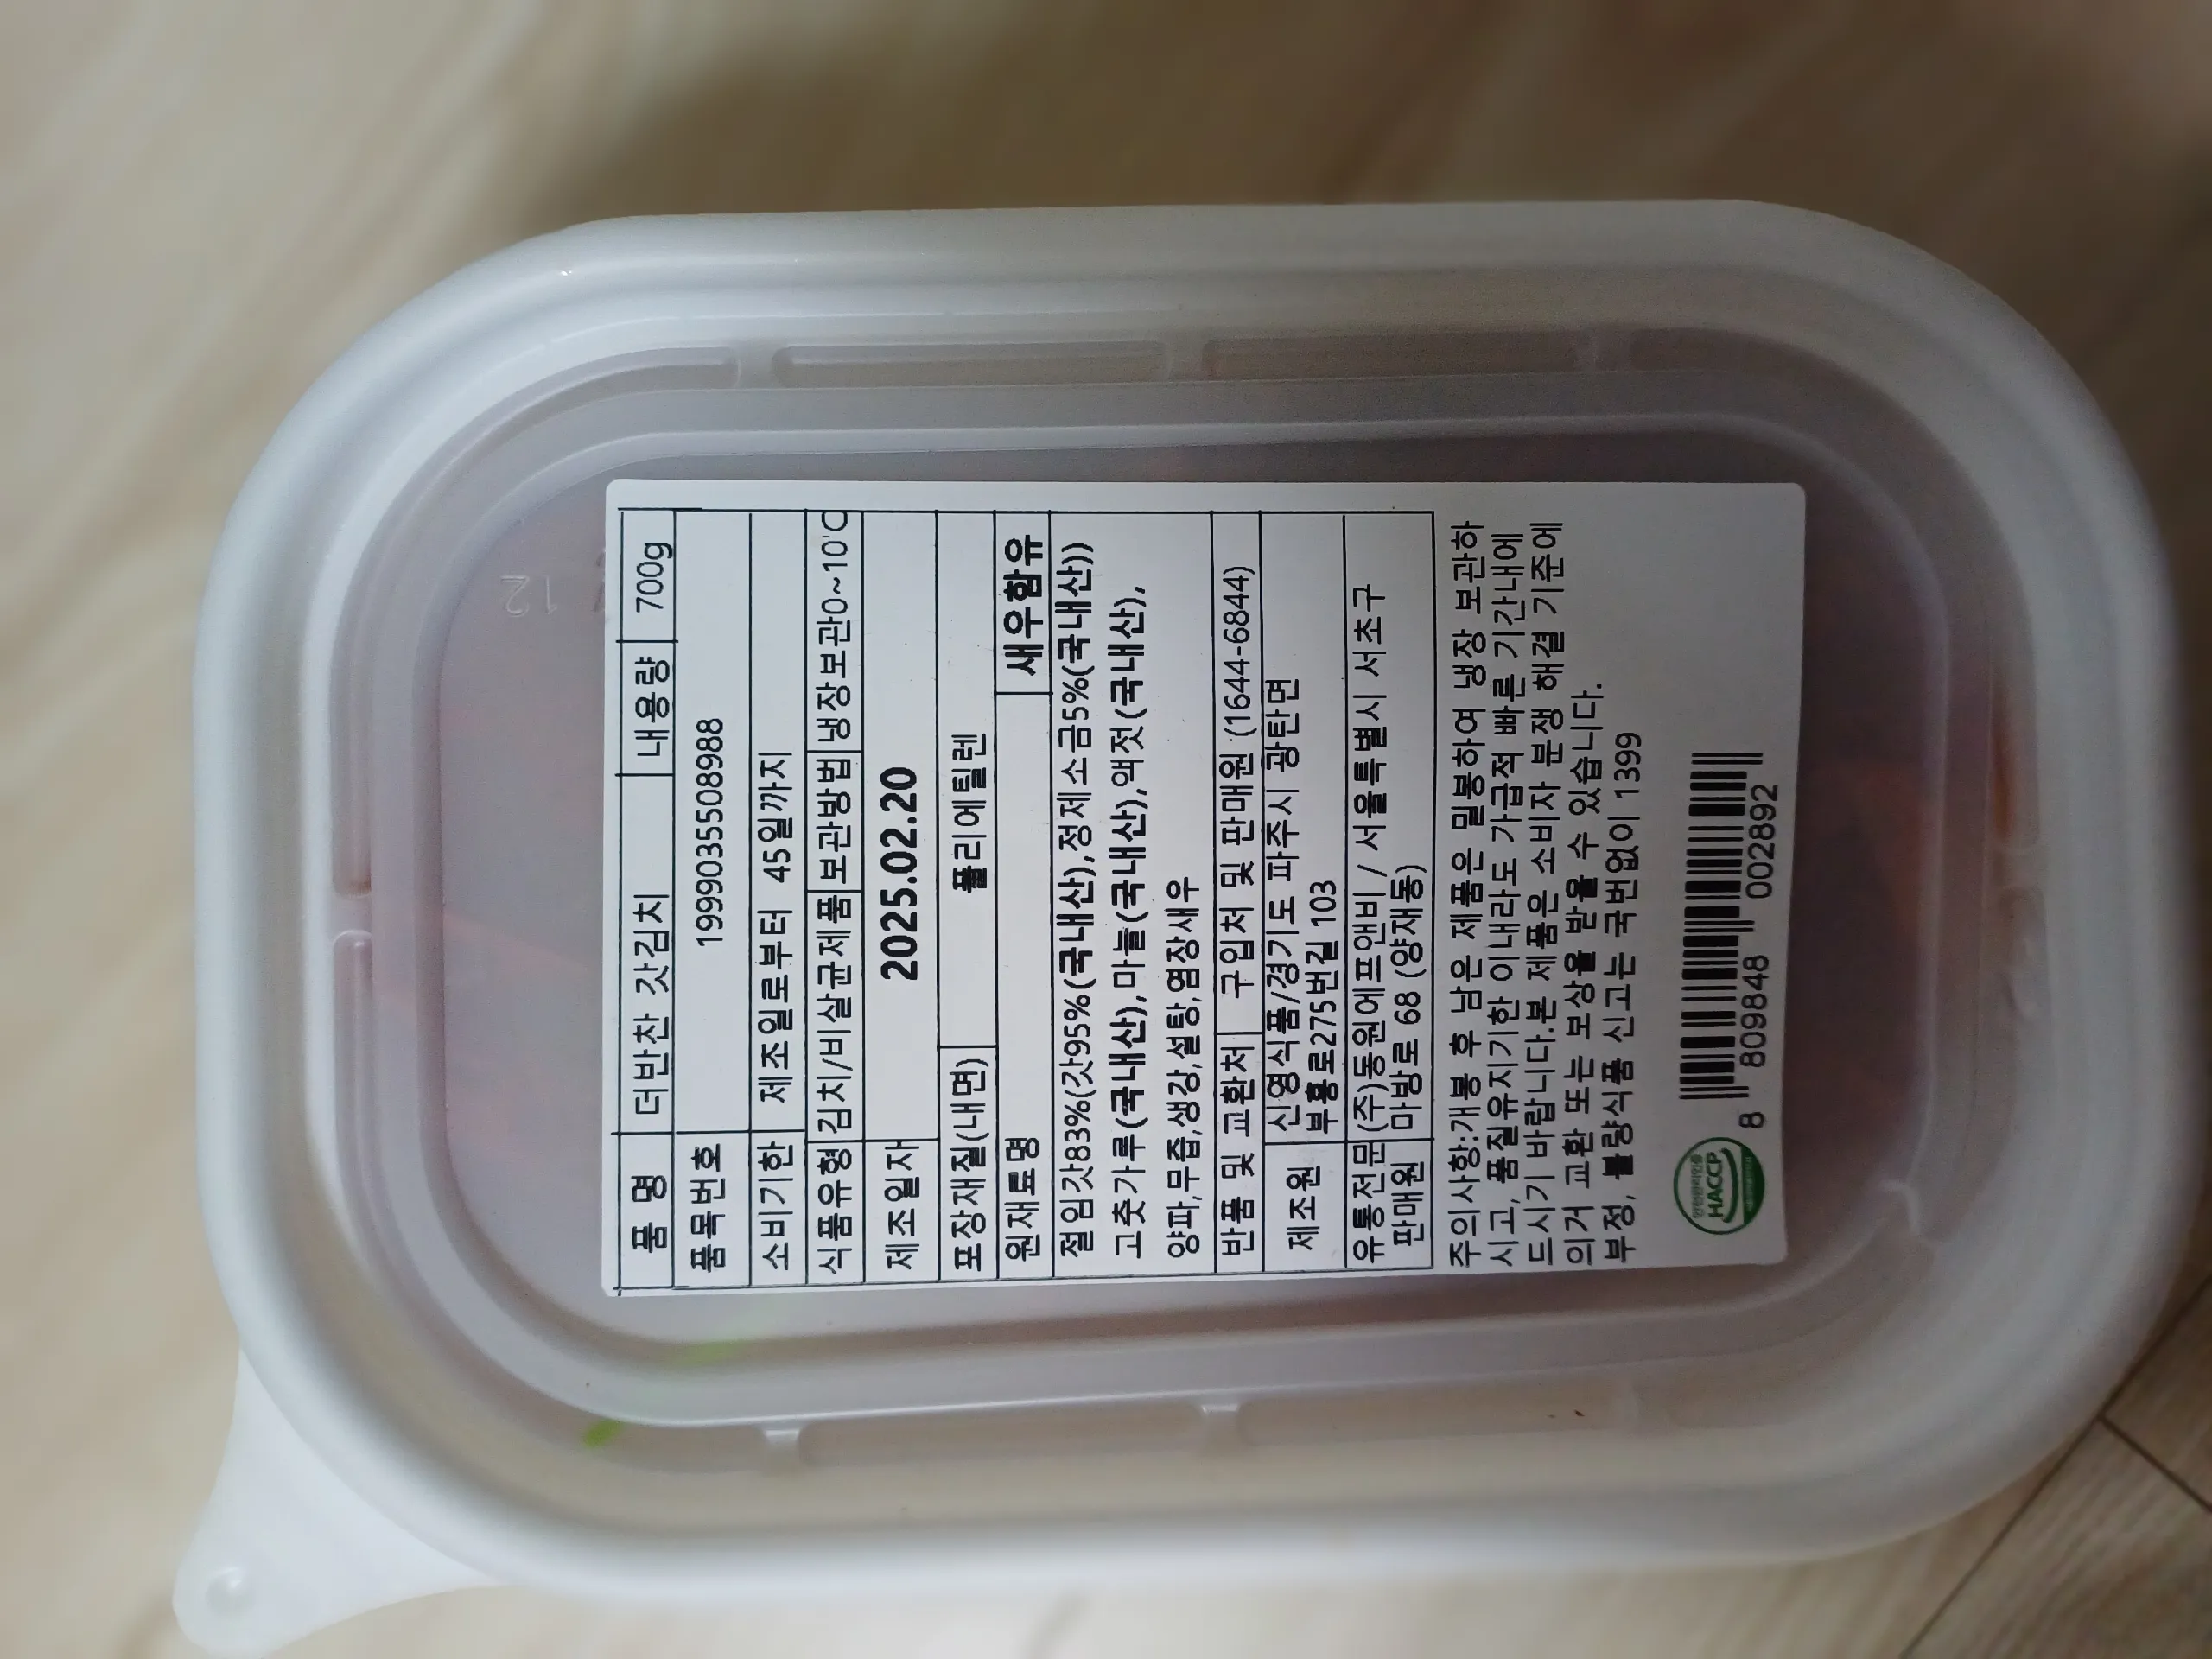 품 명 더반찬 갓김치 내용량 700g
품목번호 19990355508988
소비기한 제조일로부터 45일까지
식품유형 김치/비살균제품 보관방법 냉장보관0~10'C
제조일자 2025.02.20
포장재질(내면) 폴리에틸렌
원재료명 새우함유
절임갓83%(갓95%(국내산),정제소금5%(국내산))
고춧가루(국내산),마늘(국내산),액젓(국내산),
양파,무즙,생강,설탕,염장새우
반품 및 교환처 구입처 및 판매원 (1644-6844)
제조원 신영식품/경기도 파주시 광탄면
부흥로275번길 103
유통전문 (주)동원에프앤비 / 서울특별시 서초구
판매원 마방로 68 (양재동)
주의사항:개봉 후 남은 제품은 밀봉하여 냉장 보관하
시고, 품질유지기한 이내라도 가급적 빠른 기간내에
드시기 바랍니다.본 제품은 소비자 분쟁 해결 기준에
의거 교환 또는 보상을 받을 수 있습니다.
부정, 불량식품 신고는 국번없이 1399
HACCP
8 809848 002892
12